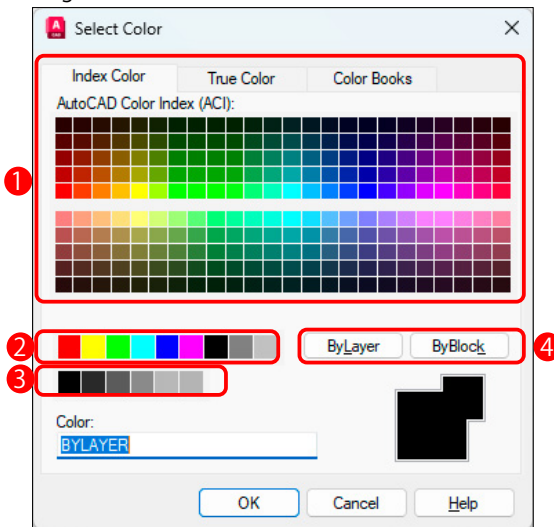 Select Color
Index Color True Color Color Books
AutoCAD Color Index (ACI):
1
2
ByLayer ByBlock
4
3
Color:
BYLAYER
OK Cancel Help